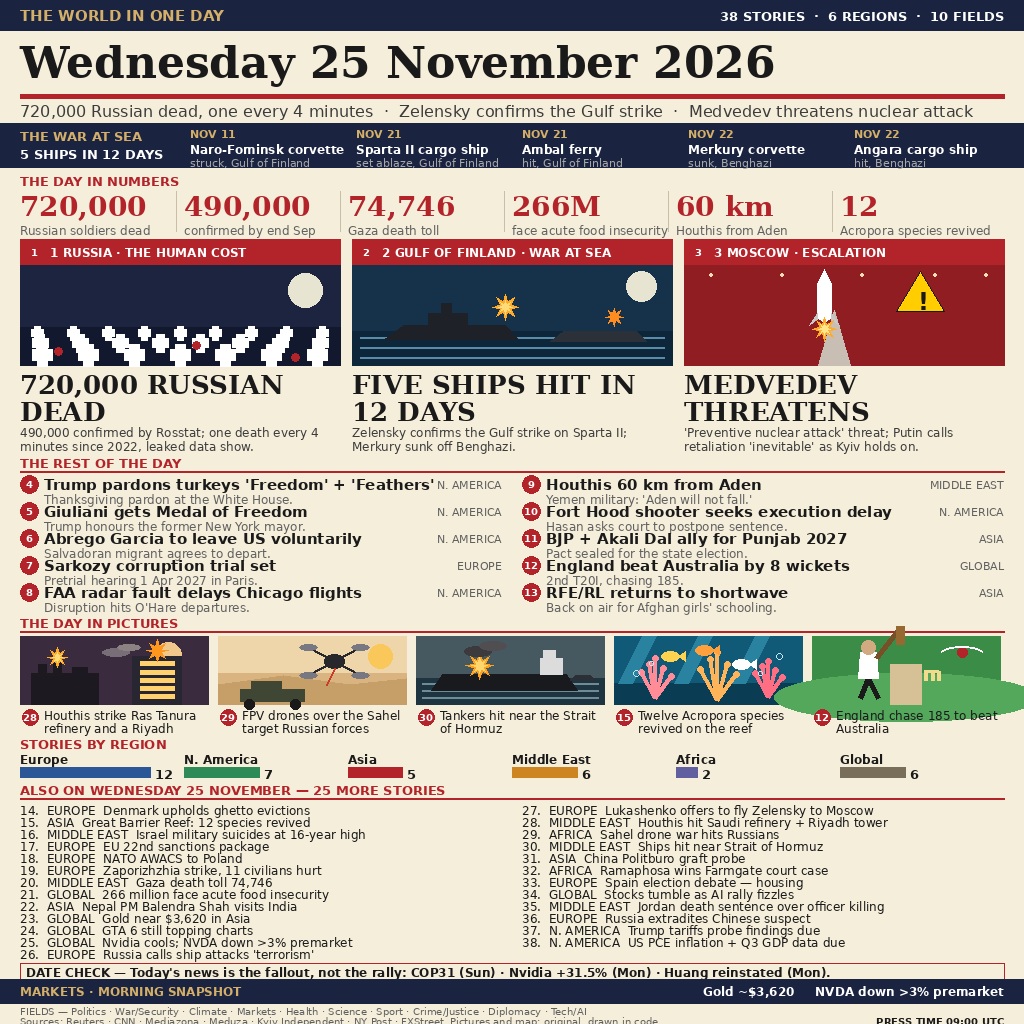 THE WORLD IN ONE DAY
38 STORIES · 6 REGIONS · 10 FIELDS
Wednesday 25 November 2026
720,000 Russian dead, one every 4 minutes · Zelensky confirms the Gulf strike · Medvedev threatens nuclear attack
THE WAR AT SEA
5 SHIPS IN 12 DAYS
NOV 11
Naro-Fominsk corvette
struck, Gulf of Finland
NOV 21
Sparta II cargo ship
set ablaze, Gulf of Finland
NOV 21
Ambal ferry
hit, Gulf of Finland
NOV 22
Merkury corvette
sunk, Benghazi
NOV 22
Angara cargo ship
hit, Benghazi
THE DAY IN NUMBERS
720,000
Russian soldiers dead
490,000
confirmed by end Sep
74,746
Gaza death toll
266M
face acute food insecurity
60 km
Houthis from Aden
12
Acropora species revived
1 1 RUSSIA · THE HUMAN COST
720,000 RUSSIAN
DEAD
490,000 confirmed by Rosstat; one death every 4
minutes since 2022, leaked data show.
2 2 GULF OF FINLAND · WAR AT SEA
FIVE SHIPS HIT IN
12 DAYS
Zelensky confirms the Gulf strike on Sparta II;
Merkury sunk off Benghazi.
3 3 MOSCOW · ESCALATION
!
MEDVEDEV
THREATENS
'Preventive nuclear attack' threat; Putin calls
retaliation 'inevitable' as Kyiv holds on.
THE REST OF THE DAY
4 Trump pardons turkeys 'Freedom' + 'Feathers' N. AMERICA
Thanksgiving pardon at the White House.
5 Giuliani gets Medal of Freedom N. AMERICA
Trump honours the former New York mayor.
6 Abrego Garcia to leave US voluntarily N. AMERICA
Salvadoran migrant agrees to depart.
7 Sarkozy corruption trial set EUROPE
Pretrial hearing 1 Apr 2027 in Paris.
8 FAA radar fault delays Chicago flights N. AMERICA
Disruption hits O'Hare departures.
9 Houthis 60 km from Aden MIDDLE EAST
Yemen military: 'Aden will not fall.'
10 Fort Hood shooter seeks execution delay N. AMERICA
Hasan asks court to postpone sentence.
11 BJP + Akali Dal ally for Punjab 2027 ASIA
Pact sealed for the state election.
12 England beat Australia by 8 wickets GLOBAL
2nd T20I, chasing 185.
13 RFE/RL returns to shortwave ASIA
Back on air for Afghan girls' schooling.
THE DAY IN PICTURES
m
28 Houthis strike Ras Tanura
refinery and a Riyadh
29 FPV drones over the Sahel
target Russian forces
30 Tankers hit near the Strait
of Hormuz
15 Twelve Acropora species
revived on the reef
12 England chase 185 to beat
Australia
STORIES BY REGION
Europe
12
N. America
7
Asia
5
Middle East
6
Africa
2
Global
6
ALSO ON WEDNESDAY 25 NOVEMBER — 25 MORE STORIES
14. EUROPE Denmark upholds ghetto evictions
15. ASIA Great Barrier Reef: 12 species revived
16. MIDDLE EAST Israel military suicides at 16-year high
17. EUROPE EU 22nd sanctions package
18. EUROPE NATO AWACS to Poland
19. EUROPE Zaporizhzhia strike, 11 civilians hurt
20. MIDDLE EAST Gaza death toll 74,746
21. GLOBAL 266 million face acute food insecurity
22. ASIA Nepal PM Balendra Shah visits India
23. GLOBAL Gold near $3,620 in Asia
24. GLOBAL GTA 6 still topping charts
25. GLOBAL Nvidia cools; NVDA down >3% premarket
26. EUROPE Russia calls ship attacks 'terrorism'
27. EUROPE Lukashenko offers to fly Zelensky to Moscow
28. MIDDLE EAST Houthis hit Saudi refinery + Riyadh tower
29. AFRICA Sahel drone war hits Russians
30. MIDDLE EAST Ships hit near Strait of Hormuz
31. ASIA China Politburo graft probe
32. AFRICA Ramaphosa wins Farmgate court case
33. EUROPE Spain election debate — housing
34. GLOBAL Stocks tumble as AI rally fizzles
35. MIDDLE EAST Jordan death sentence over officer killing
36. EUROPE Russia extradites Chinese suspect
37. N. AMERICA Trump tariffs probe findings due
38. N. AMERICA US PCE inflation + Q3 GDP data due
DATE CHECK — Today's news is the fallout, not the rally: COP31 (Sun) · Nvidia +31.5% (Mon) · Huang reinstated (Mon).
MARKETS · MORNING SNAPSHOT
Gold ~$3,620 NVDA down >3% premarket
FIELDS — Politics · War/Security · Climate · Markets · Health · Science · Sport · Crime/Justice · Diplomacy · Tech/AI
Sources: Reuters · CNN · Mediazona · Meduza · Kyiv Independent · NY Post · FXStreet. Pictures and map: original, drawn in code.
PRESS TIME 09:00 UTC